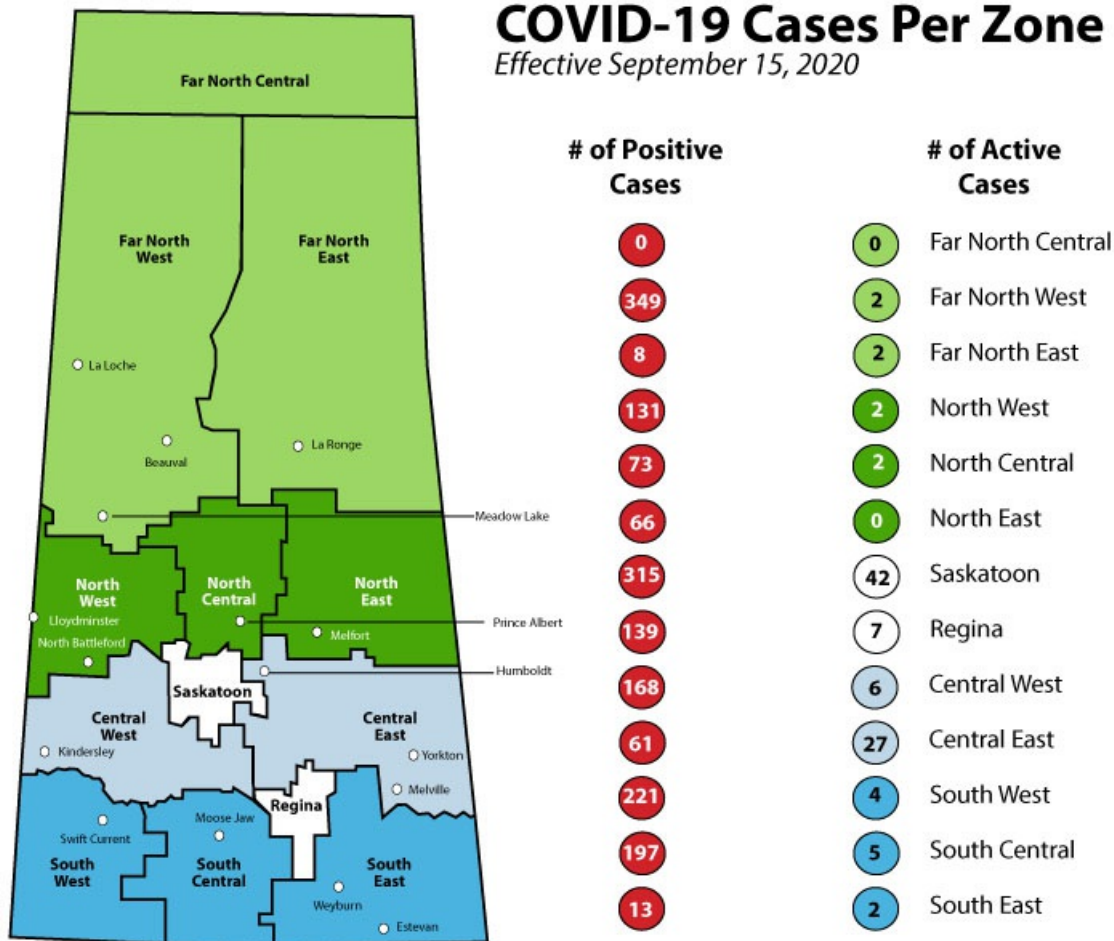 COVID-19 Cases Per Zone
Effective September 15, 2020
# of Positive
Cases
# of Active
Cases
0 0 Far North Central
349 2 Far North West
8 2 Far North East
131 2 North West
73 2 North Central
66 0 North East
315 42 Saskatoon
139 7 Regina
168 6 Central West
61 27 Central East
221 4 South West
197 5 South Central
13 2 South East
Far North Central
Far North
West
Far North
East
La Loche
Beauval
La Ronge
Meadow Lake
North
West
North
Central
North
East
Lloydminster
Prince Albert
North Battleford
Melfort
Humboldt
Saskatoon
Central
West
Central
East
Kindersley
Yorkton
Melville
Regina
Swift Current
Moose Jaw
South
West
South
Central
South
East
Weyburn
Estevan